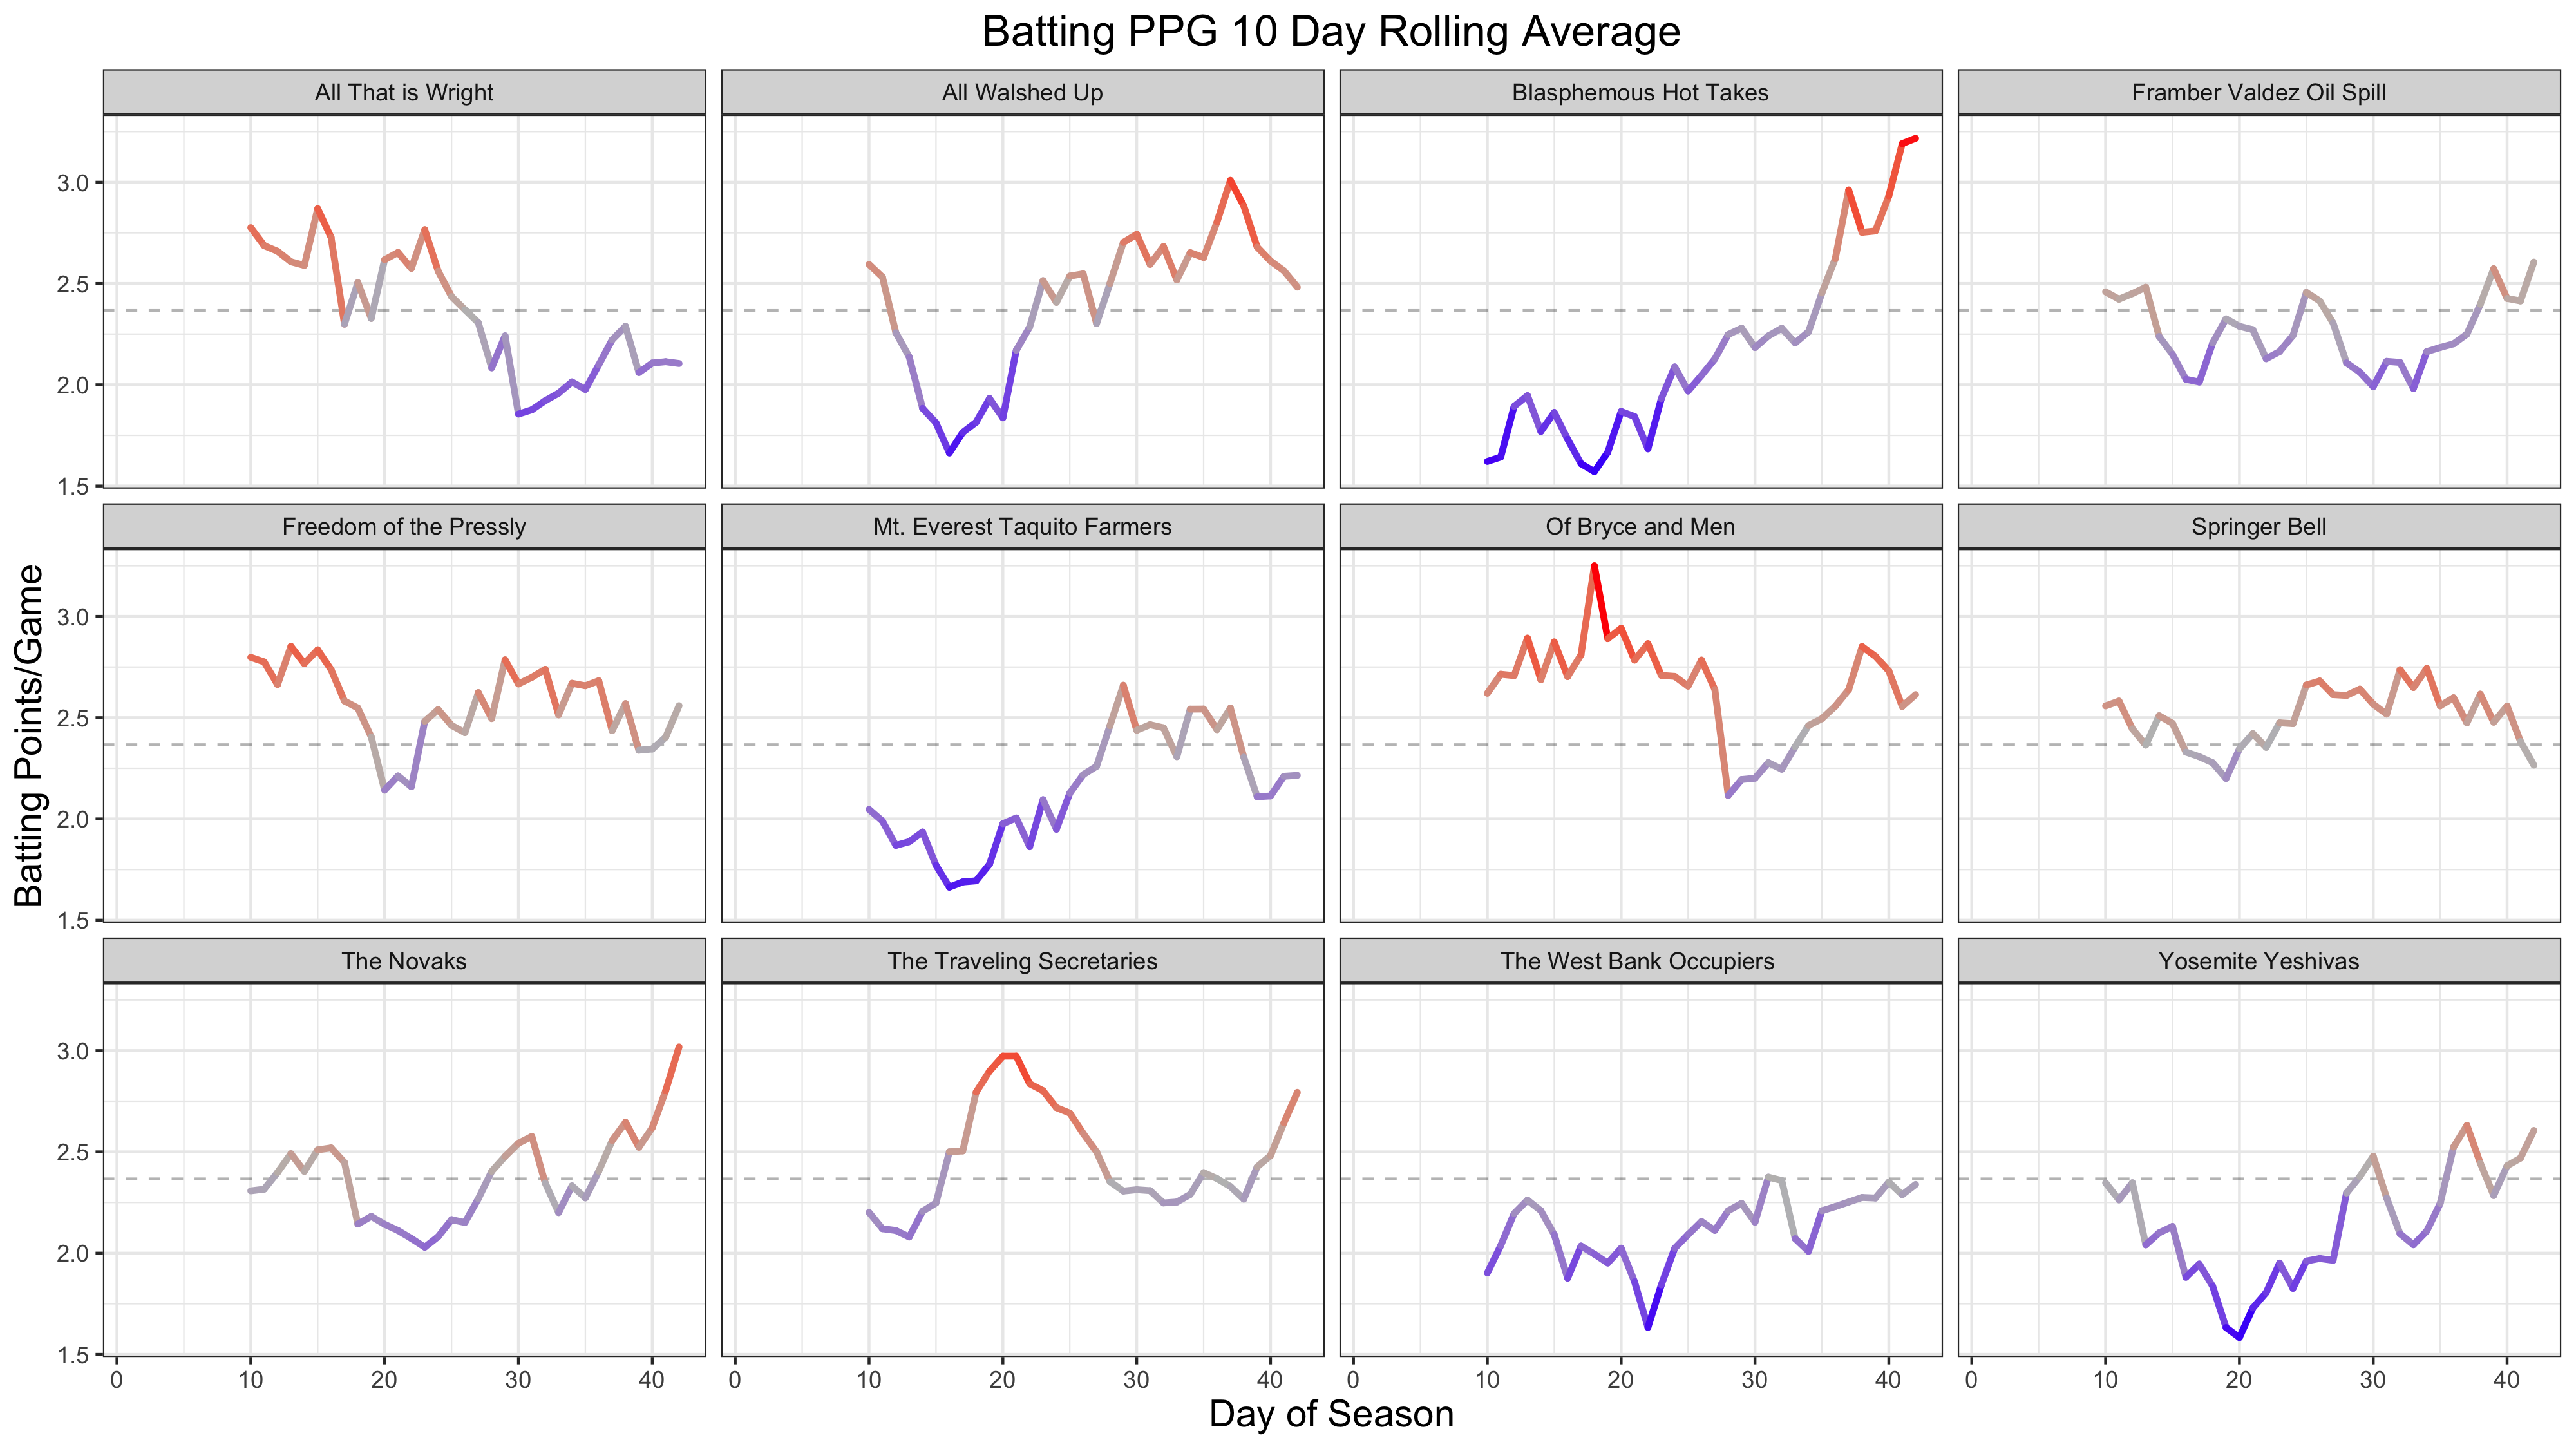 Batting PPG 10 Day Rolling Average
All That is Wright
All Walshed Up
Blasphemous Hot Takes
Framber Valdez Oil Spill
3.0
2.5
2.0
1.5
Freedom of the Pressly
Mt. Everest Taquito Farmers
Of Bryce and Men
Springer Bell
3.0
2.5
2.0
1.5
Batting Points/Game
The Novaks
The Traveling Secretaries
The West Bank Occupiers
Yosemite Yeshivas
3.0
2.5
2.0
1.5
0 10 20 30 40
0 10 20 30 40
0 10 20 30 40
0 10 20 30 40
Day of Season